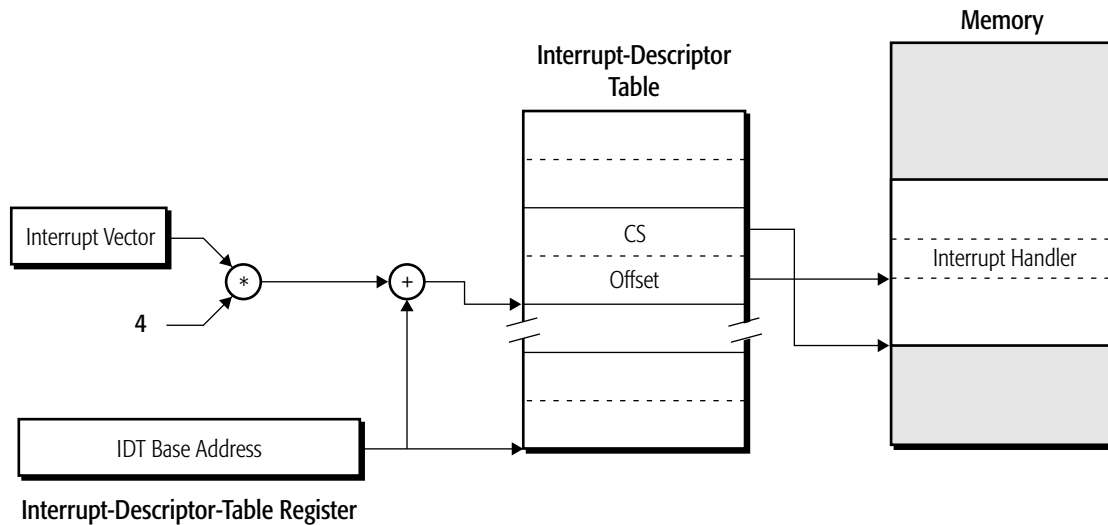 Memory
Interrupt-Descriptor
Table
CS
Interrupt Vector
Interrupt Handler
*
+
Offset
4
IDT Base Address
Interrupt-Descriptor-Table Register